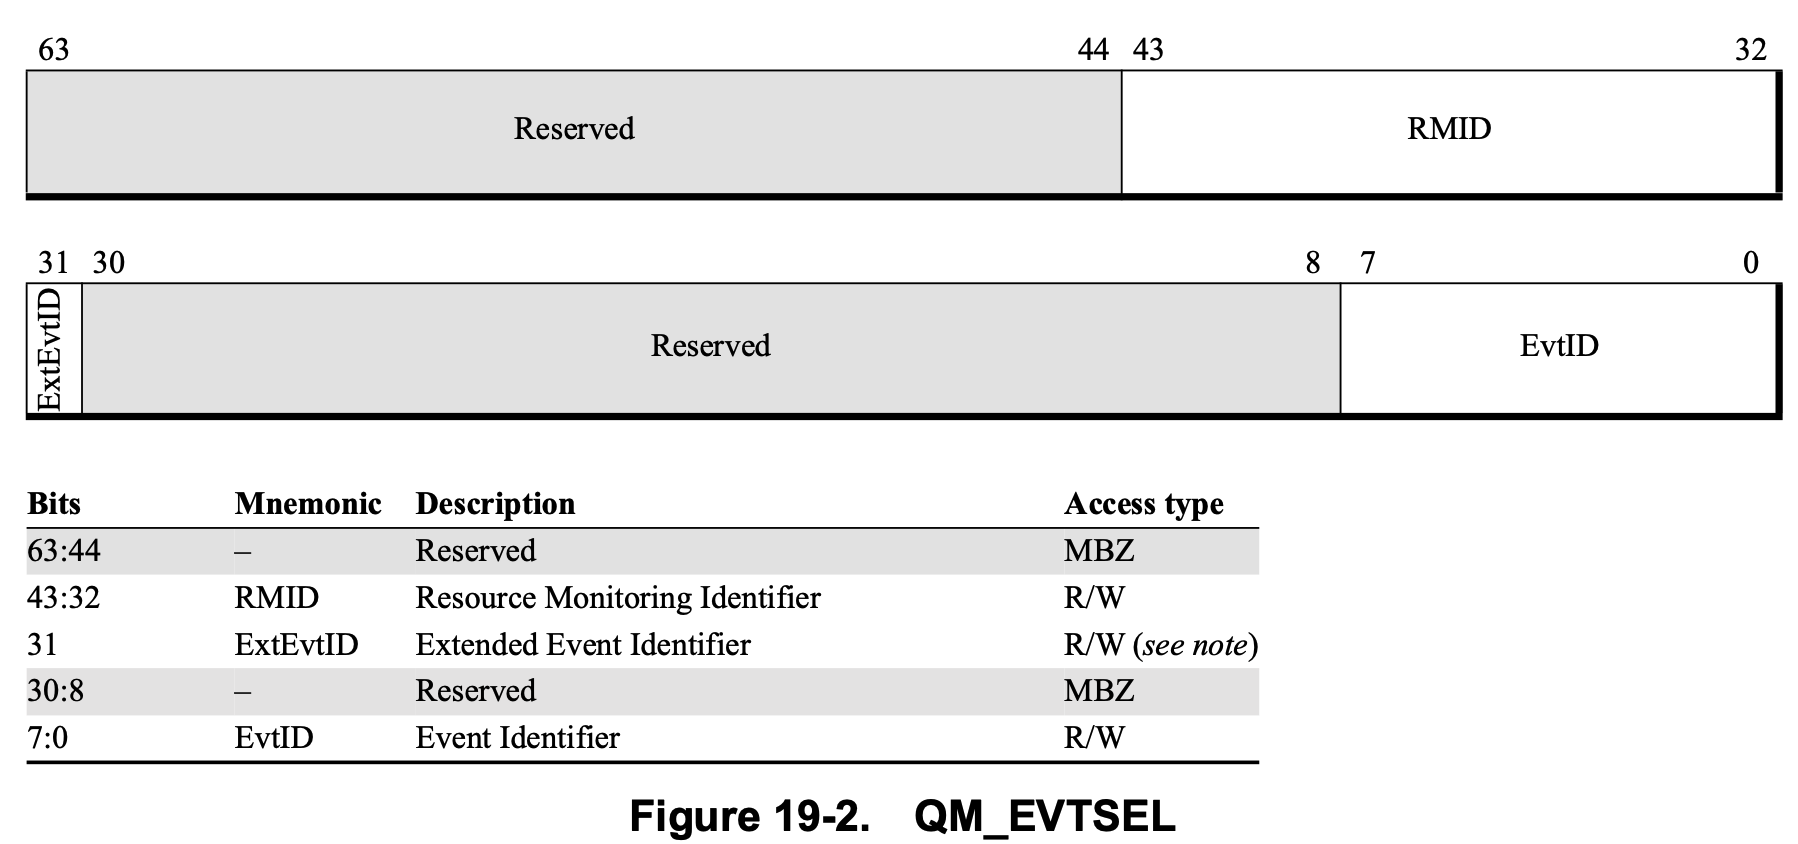 63 44 43 32
Reserved RMID
31 30 8 7 0
ExtEvtID Reserved EvtID
Bits Mnemonic Description Access type
63:44 – Reserved MBZ
43:32 RMID Resource Monitoring Identifier R/W
31 ExtEvtID Extended Event Identifier R/W (see note)
30:8 – Reserved MBZ
7:0 EvtID Event Identifier R/W
Figure 19-2. QM_EVTSEL